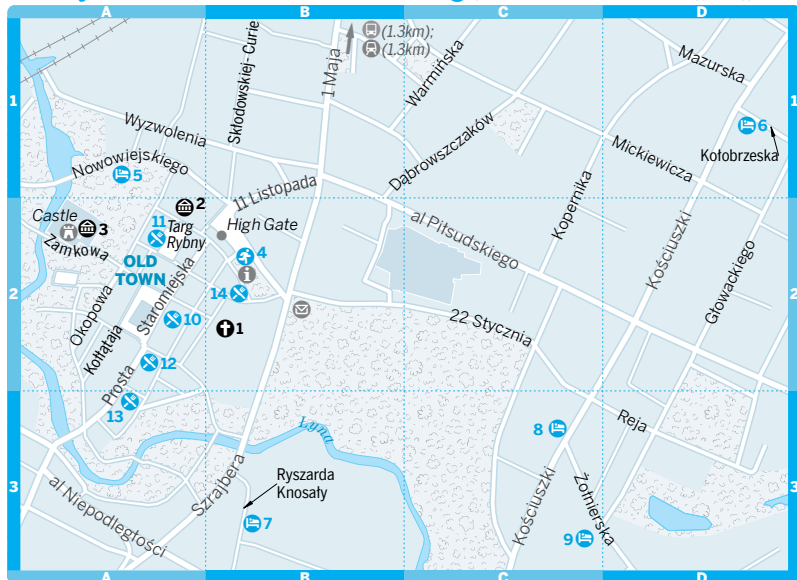 A
B
C
D
1
1
(1.3km);
(1.3km)
Skłodowskiej-Curie
1 Maja
Warmińska
Mazurska
6
Kołobrzeska
Wyzwolenia
Dąbrowszczaków
Mickiewicza
Nowowiejskiego
5
11 Listopada
Kopernika
2
2
Castle
3
2
11
Targ
Rybny
High Gate
al Piłsudskiego
Kościuszki
Zamkowa
4
OLD
TOWN
Głowackiego
Staromiejska
14
Okopowa
10
1
22 Stycznia
Kołłątaja
12
Prosta
13
3
3
Łyna
8
Reja
Ryszarda
Knosały
Szrajbera
al Niepodległości
7
Kościuszki
Żołnierska
9
A
B
C
D